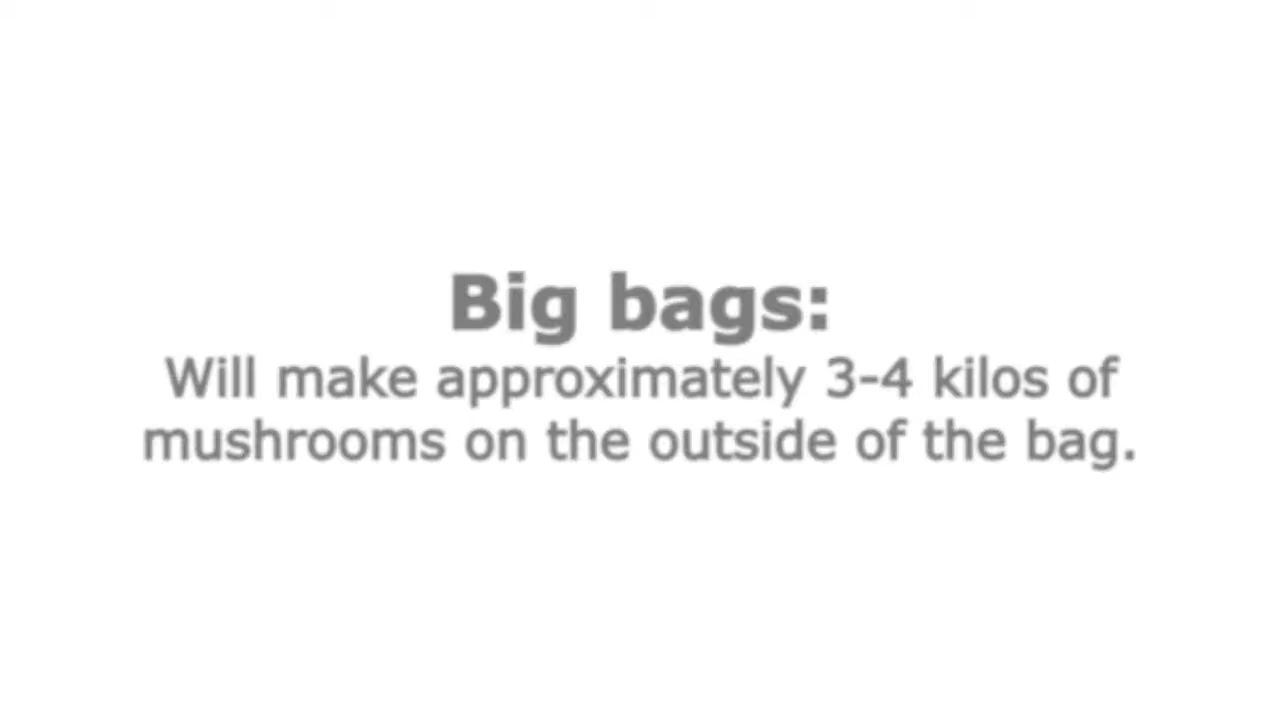 Big bags:
Will make approximately 3-4 kilos of
mushrooms on the outside of the bag.